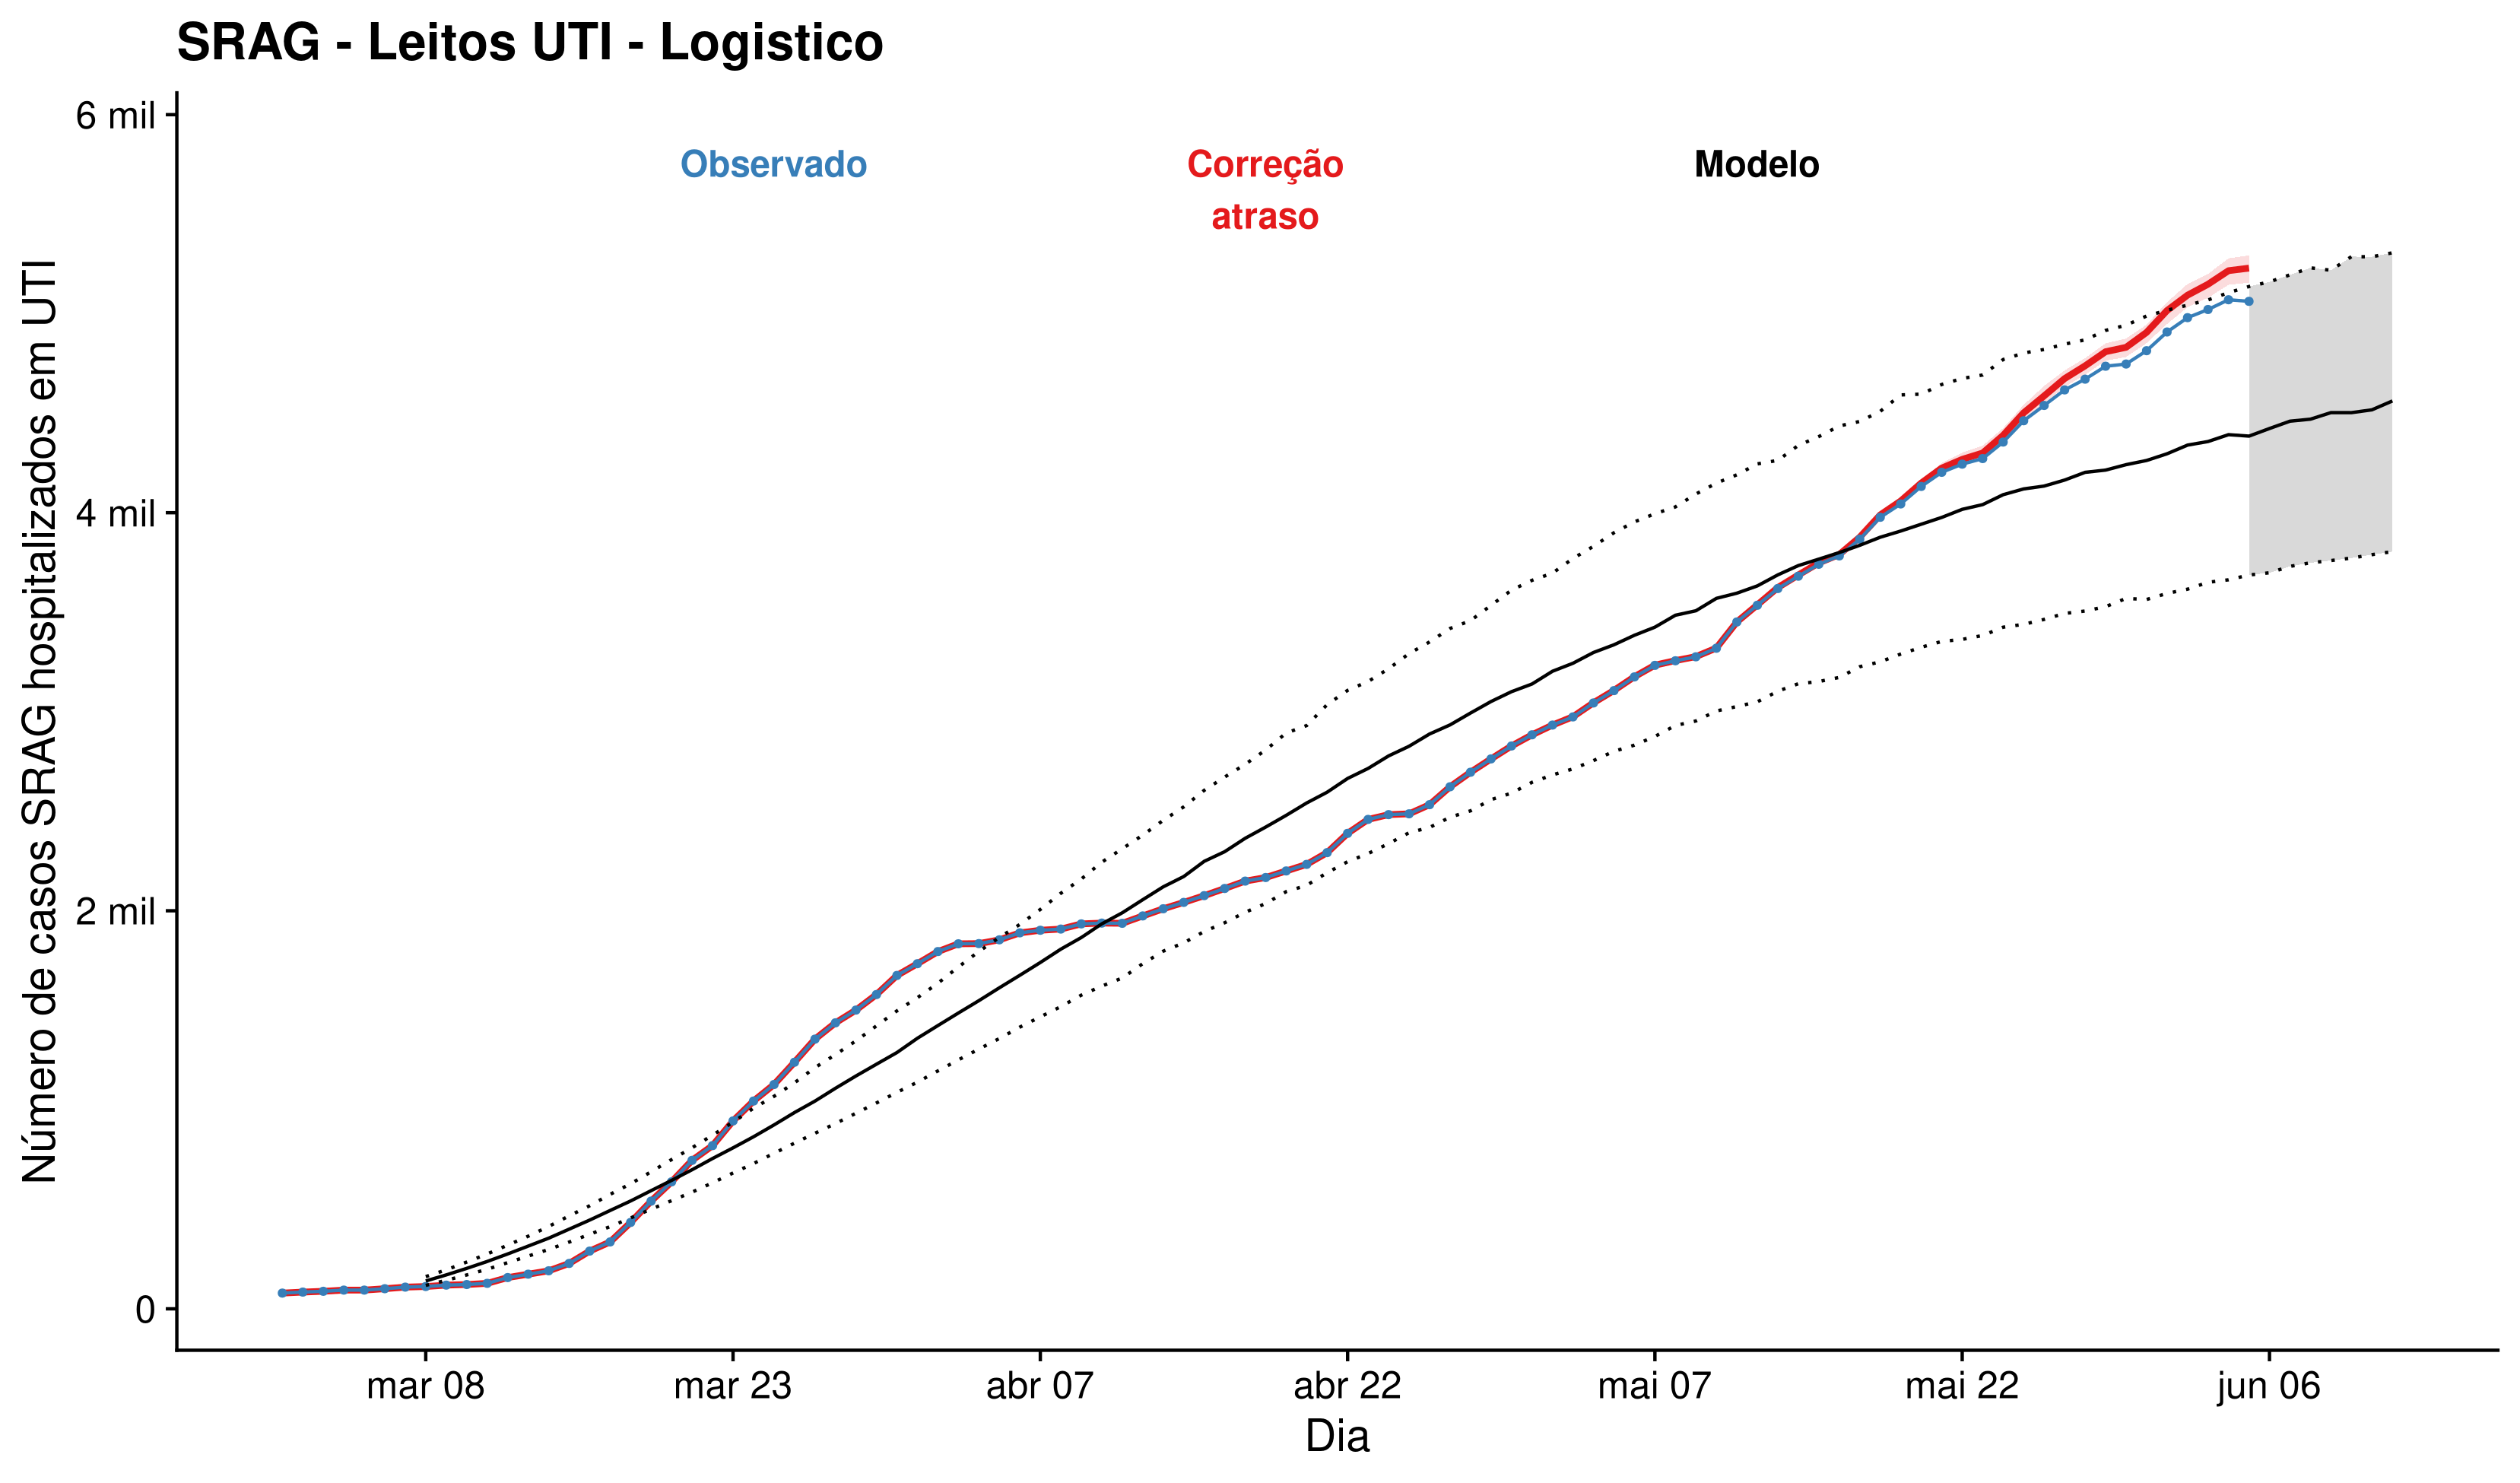 SRAG - Leitos UTI - Logistico
6 mil
4 mil
2 mil
0
Número de casos SRAG hospitalizados em UTI
Observado
Correção
atraso
Modelo
mar 08
mar 23
abr 07
abr 22
mai 07
mai 22
jun 06
Dia